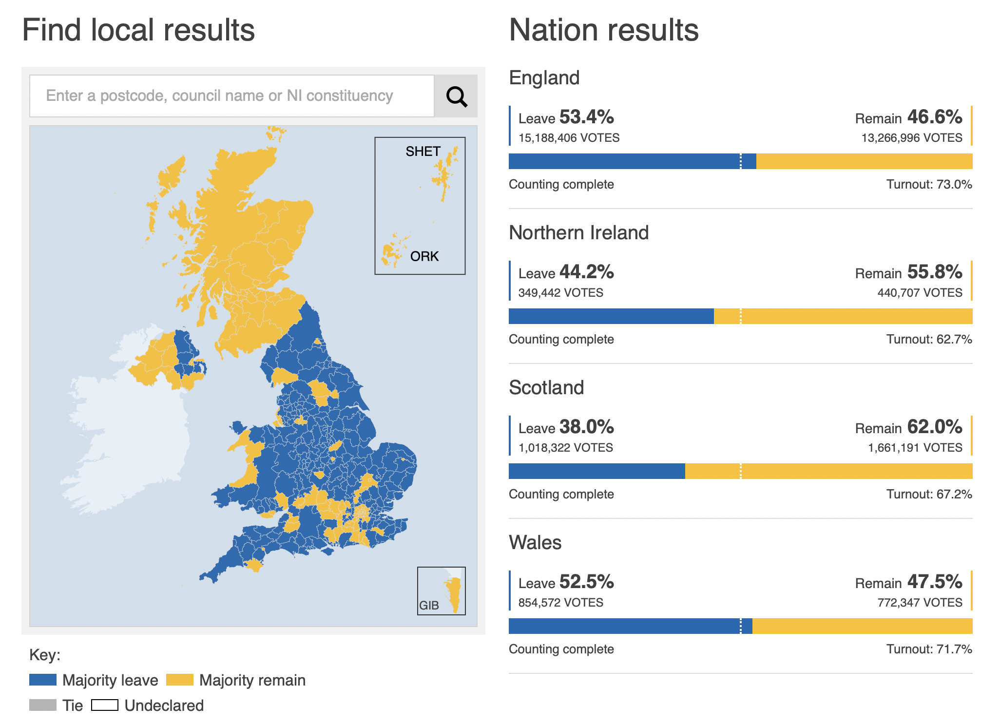 Find local results
Enter a postcode, council name or NI constituency
SHET
ORK
GIB
Key:
Majority leave Majority remain
Tie Undeclared
Nation results
England
Leave 53.4% Remain 46.6%
15,188,406 VOTES 13,266,996 VOTES
Counting complete Turnout: 73.0%
Northern Ireland
Leave 44.2% Remain 55.8%
349,442 VOTES 440,707 VOTES
Counting complete Turnout: 62.7%
Scotland
Leave 38.0% Remain 62.0%
1,018,322 VOTES 1,661,191 VOTES
Counting complete Turnout: 67.2%
Wales
Leave 52.5% Remain 47.5%
854,572 VOTES 772,347 VOTES
Counting complete Turnout: 71.7%